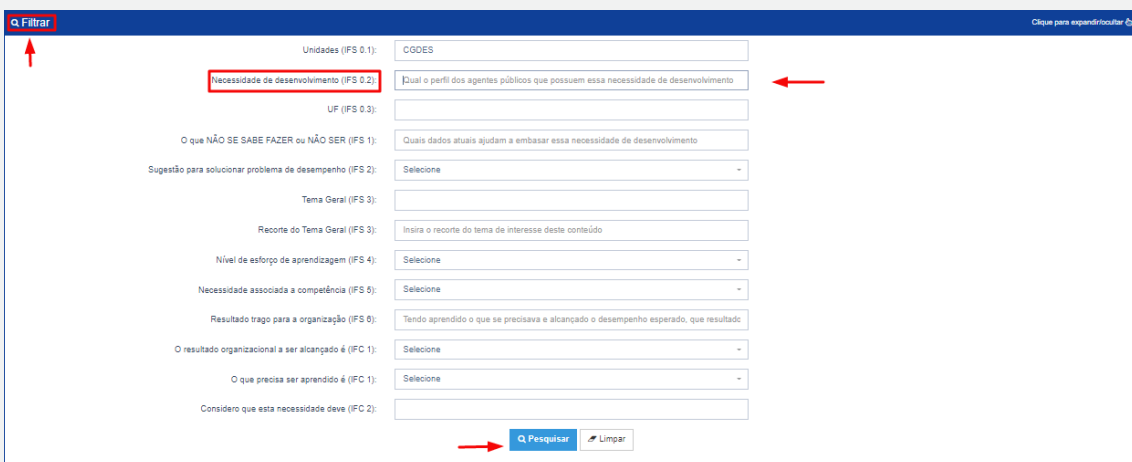 Filtrar
Clique para expandir/ocultar
Unidades (IFS 0.1):
CGDES
Necessidade de desenvolvimento (IFS 0.2):
Qual o perfil dos agentes públicos que possuem essa necessidade de desenvolvimento
UF (IFS 0.3):
O que NÃO SE SABE FAZER ou NÃO SER (IFS 1):
Quais dados atuais ajudam a embasar essa necessidade de desenvolvimento
Sugestão para solucionar problema de desempenho (IFS 2):
Selecione
Tema Geral (IFS 3):
Recorte do Tema Geral (IFS 3):
Insira o recorte do tema de interesse deste conteúdo
Nível de esforço de aprendizagem (IFS 4):
Selecione
Necessidade associada a competência (IFS 5):
Selecione
Resultado trago para a organização (IFS 6):
Tendo aprendido o que se precisava e alcançado o desempenho esperado, que resultado
O resultado organizacional a ser alcançado é (IFC 1):
Selecione
O que precisa ser aprendido é (IFC 1):
Selecione
Considero que esta necessidade deve (IFC 2):
Pesquisar
Limpar